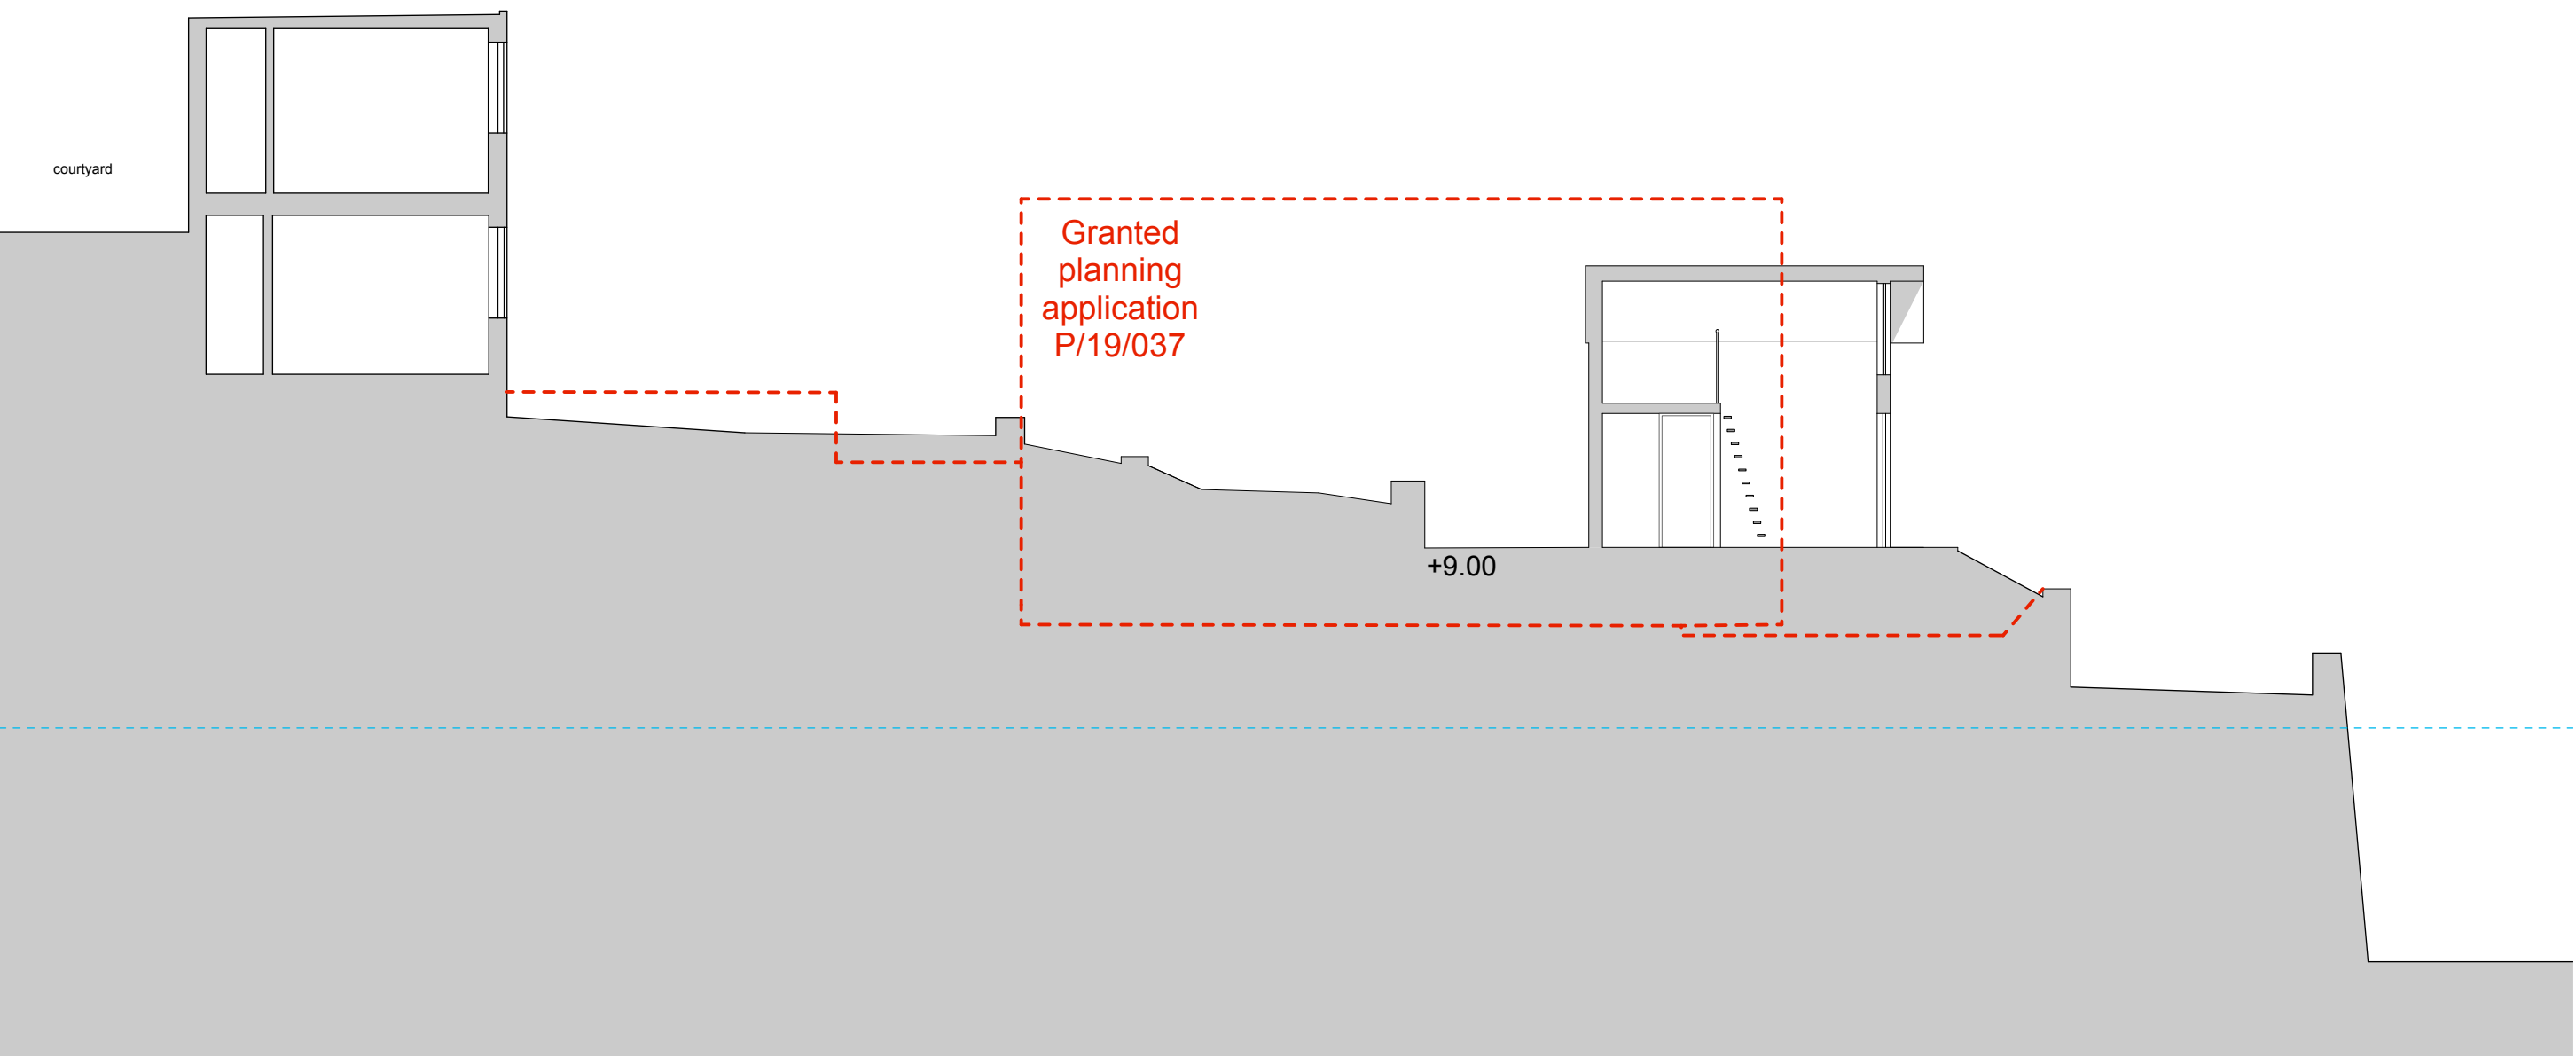 courtyard
Granted
planning
application
P/19/037
+9.00